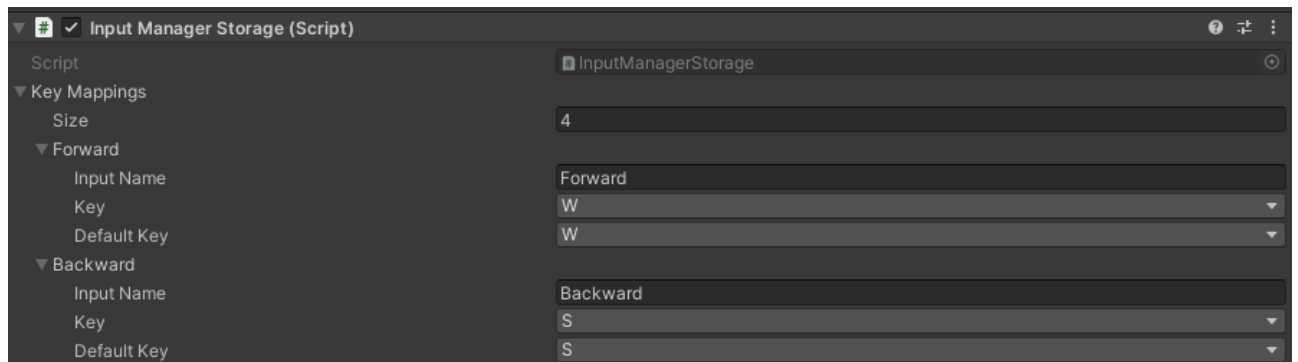 Input Manager Storage (Script)
Script InputManagerStorage
Key Mappings
Size 4
Forward
Input Name Forward
Key W
Default Key W
Backward
Input Name Backward
Key S
Default Key S